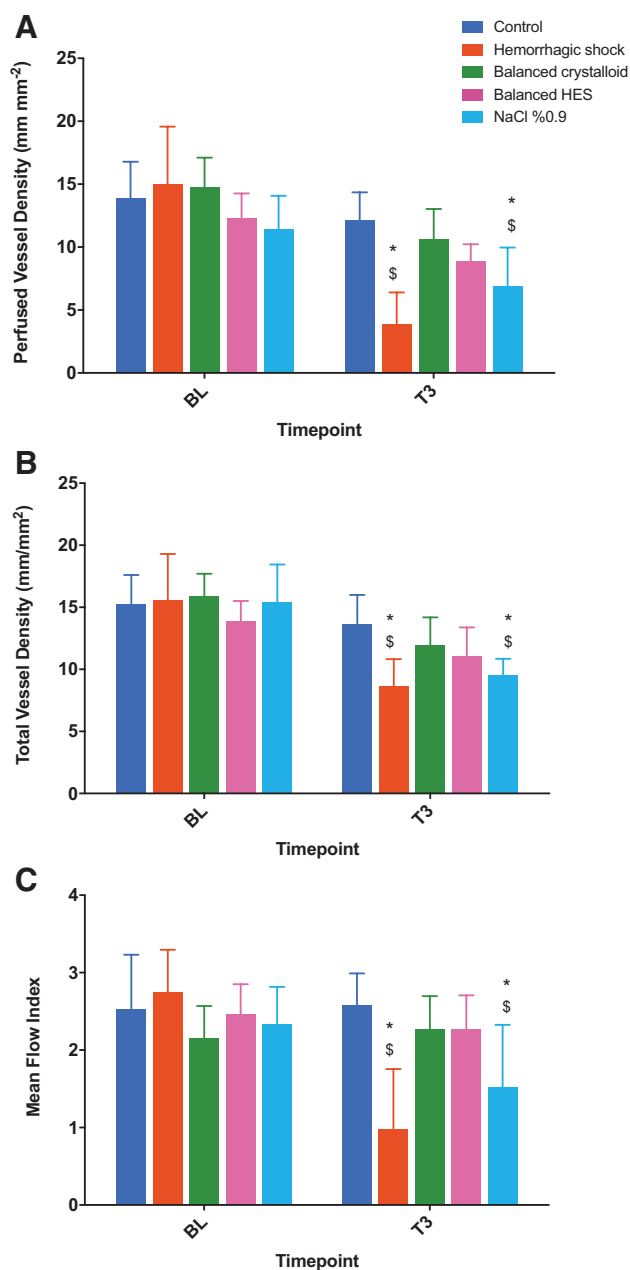 A
Control
Hemorrhagic shock
Balanced crystalloid
Balanced HES
NaCl %0.9
Perfused Vessel Density (mm mm-2)
25
20
15
10
5
0
*
$
*
$
BL
T3
Timepoint
B
Total Vessel Density (mm/mm²)
25
20
15
10
5
0
*
$
*
$
BL
T3
Timepoint
C
Mean Flow Index
4
3
2
1
0
*
$
*
$
BL
T3
Timepoint